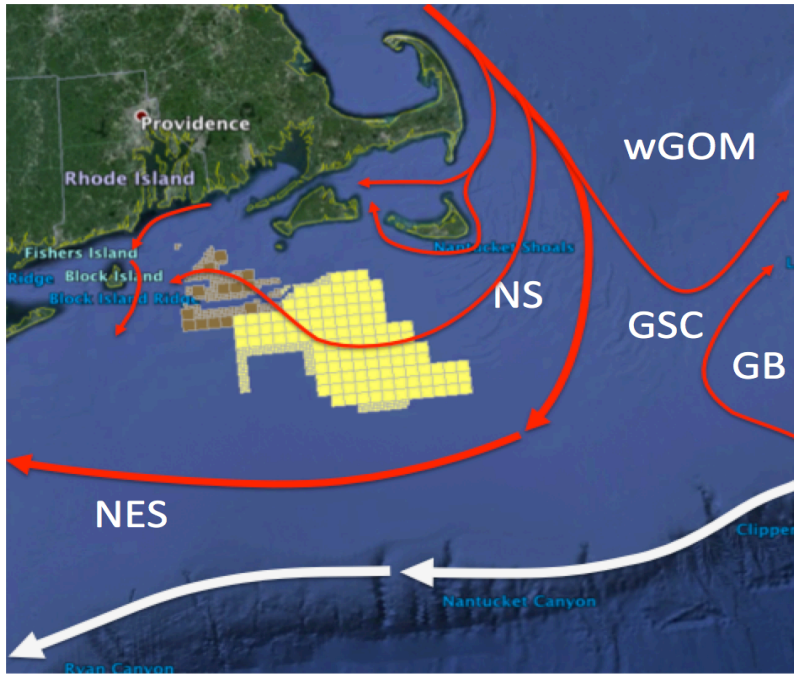 Providence
wGOM
Rhode Island
Nantucket Shoals
Fishers Island
Ridge Block Island
Block Island Ridge
NS
GSC
GB
NES
Clipper
Nantucket Canyon
Ryan Canyon